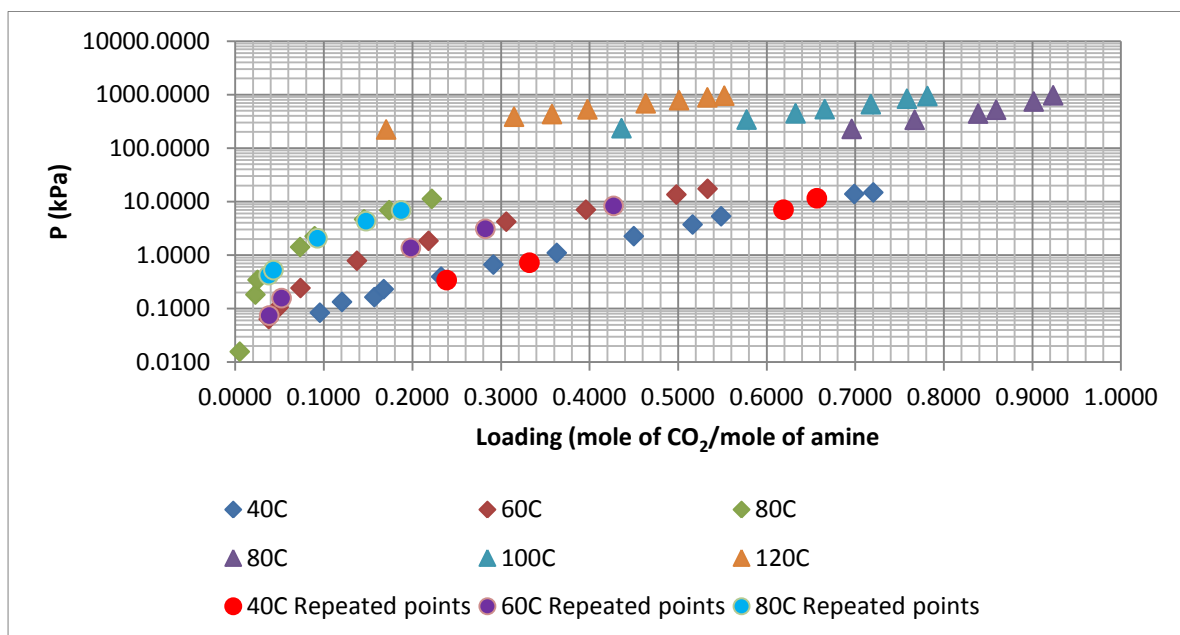 10000.0000
1000.0000
100.0000
10.0000
1.0000
0.1000
0.0100
P (kPa)
0.0000 0.1000 0.2000 0.3000 0.4000 0.5000 0.6000 0.7000 0.8000 0.9000 1.0000
Loading (mole of CO₂/mole of amine
40C 60C 80C
80C 100C 120C
40C Repeated points 60C Repeated points 80C Repeated points